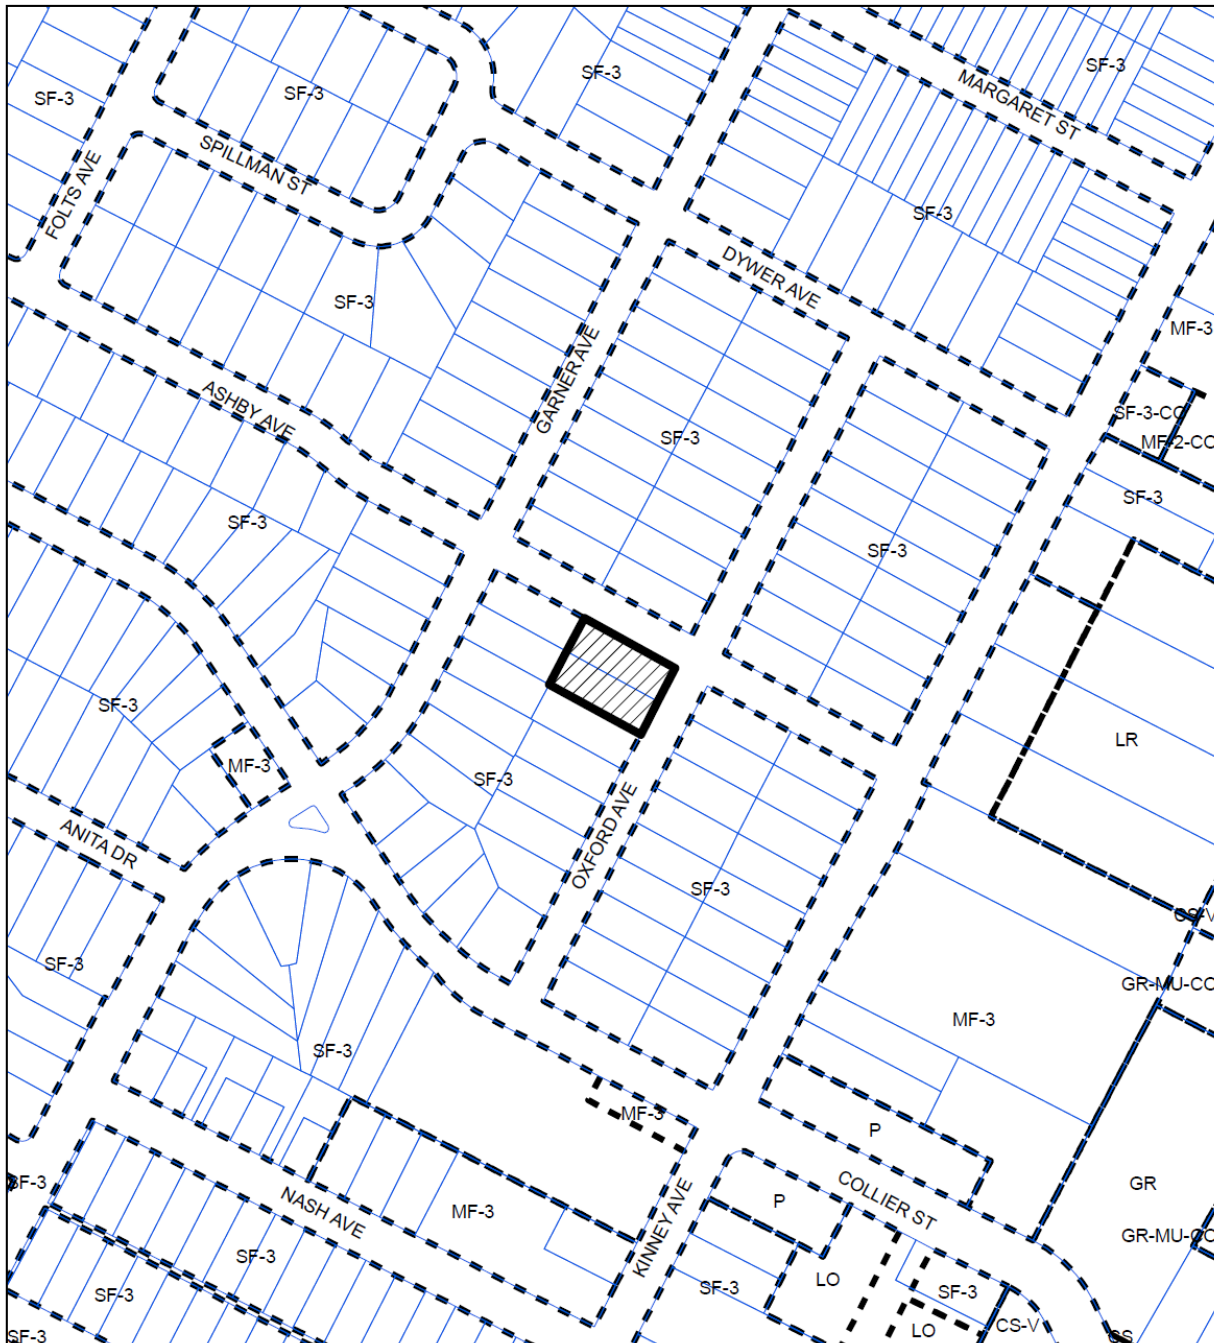 SF-3
SF-3
SF-3
SF-3
MARGARET ST
SPILLMAN ST
FOLTS AVE
SF-3
DYWER AVE
SF-3
MF-3
GARNER AVE
ASHBY AVE
SF-3
SF-3-CO
MF-2-CO
SF-3
SF-3
SF-3
SF-3
LR
MF-3
SF-3
OXFORD AVE
ANITA DR
SF-3
CS-V
SF-3
GR-MU-CO
MF-3
SF-3
MF-3
P
SF-3
COLLIER ST
GR
P
NASH AVE
MF-3
KINNEY AVE
GR-MU-CO
SF-3
LO
SF-3
SF-3
SF-3
LO
CS-V
CS
SF-3